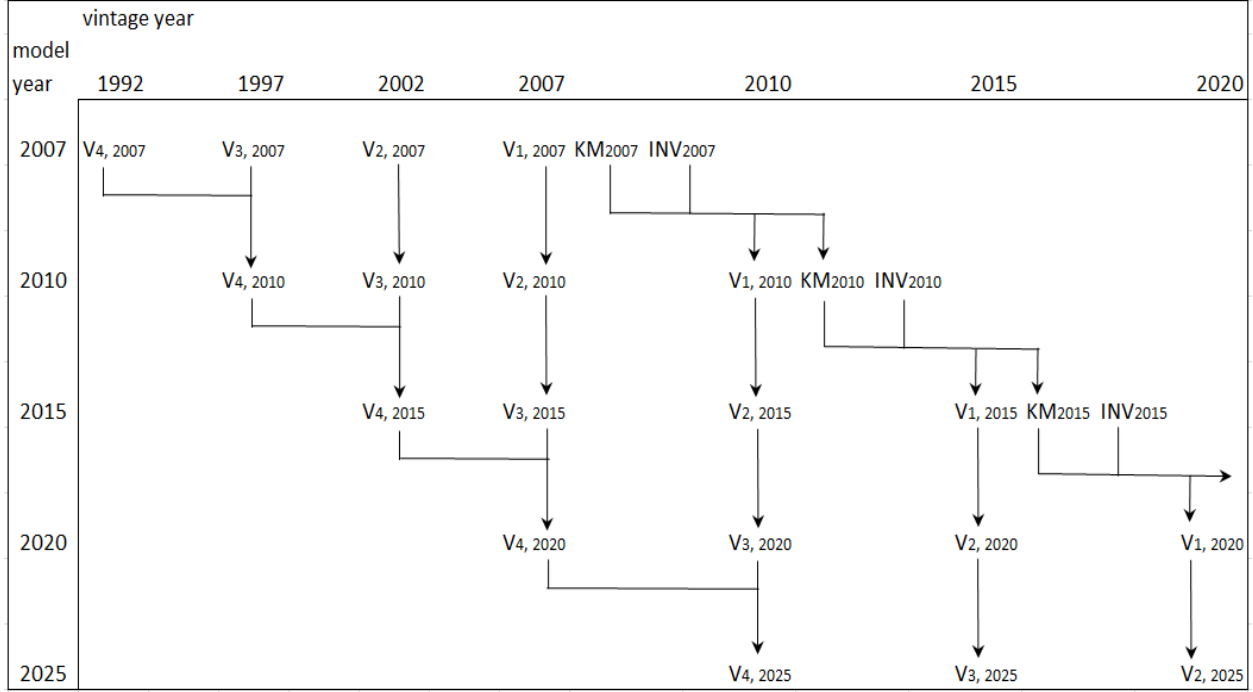 vintage year
model
year 1992 1997 2002 2007 2010 2015 2020
2007 V4, 2007 V3, 2007 V2, 2007 V1, 2007 KM2007 INV2007
2010 V4, 2010 V3, 2010 V2, 2010 V1, 2010 KM2010 INV2010
2015 V4, 2015 V3, 2015 V2, 2015 V1, 2015 KM2015 INV2015
2020 V4, 2020 V3, 2020 V2, 2020 V1, 2020
2025 V4, 2025 V3, 2025 V2, 2025